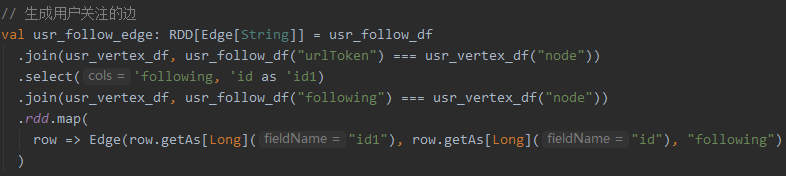 // 生成用户关注的边
val usr_follow_edge: RDD[Edge[String]] = usr_follow_df
.join(usr_vertex_df, usr_follow_df("urlToken") === usr_vertex_df("node"))
.select( cols = 'following, 'id as 'id1)
.join(usr_vertex_df, usr_follow_df("following") === usr_vertex_df("node"))
.rdd.map(
row => Edge(row.getAs[Long]( fieldName = "id1"), row.getAs[Long]( fieldName = "id"), "following")
)